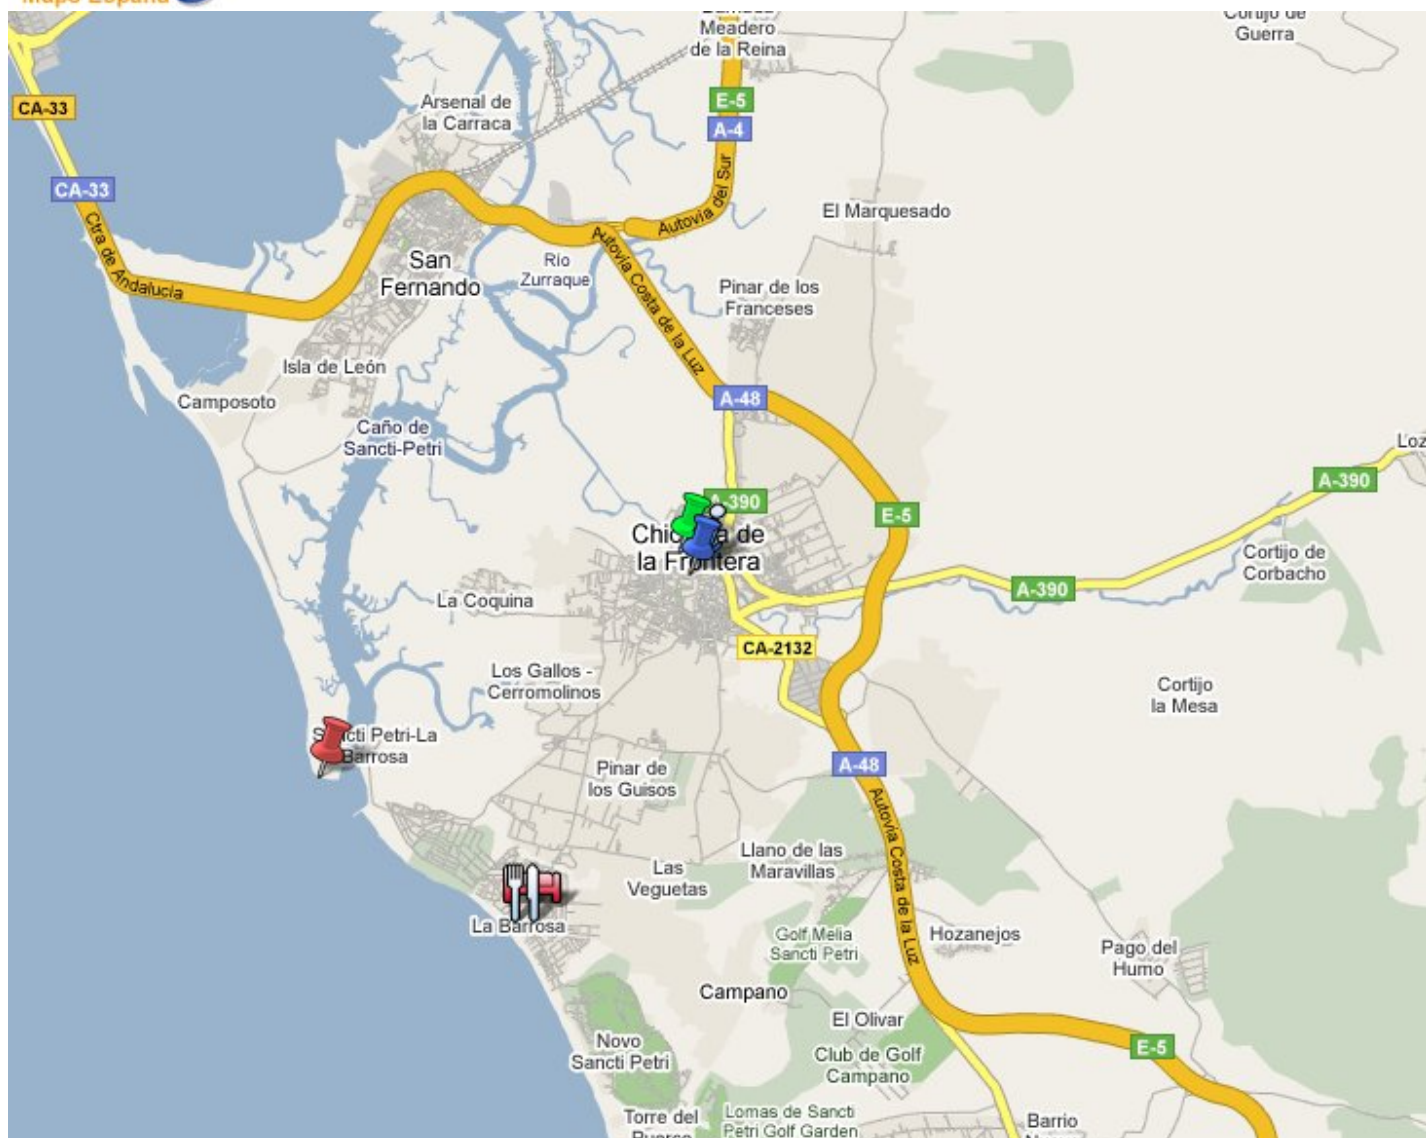 Maps España
Meadero
de la Reina
Cortijo de
Guerra
CA-33
Arsenal de
la Carraca
E-5
A-4
CA-33
Autovía del Sur
El Marquesado
Ctra de Andalucía
San
Fernando
Río
Zurraque
Autovía Costa de la Luz
Pinar de los
Franceses
Isla de León
Camposoto
A-48
Caño de
Sancti-Petri
Loz
A-390
A-390
E-5
Chi a de
la Frontera
Cortijo de
Corbacho
A-390
La Coquina
CA-2132
Los Gallos -
Cerromolinos
Cortijo
la Mesa
Sancti Petri-La
Barrosa
A-48
Pinar de
los Guisos
Autovía Costa de la Luz
Llano de las
Maravillas
Las
Veguetas
La Barrosa
Golf Melia
Sancti Petri
Hozanejos
Pago del
Humo
Campano
El Olivar
Novo
Sancti Petri
Club de Golf
Campano
E-5
Torre del
Lomas de Sancti
Petri Golf Garden
Barrio